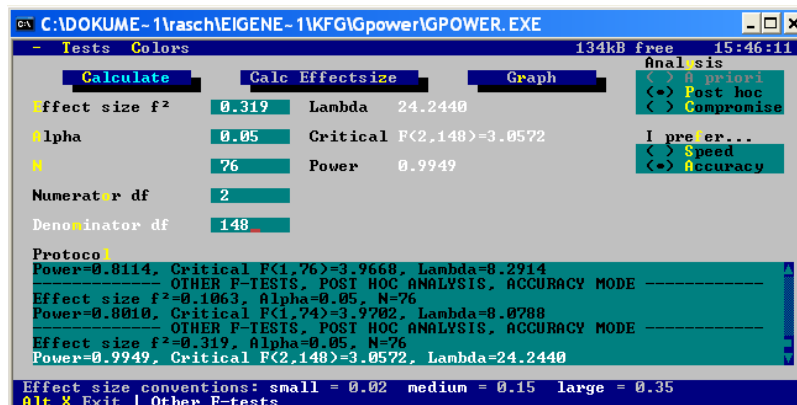 C:\DOKUME~1\rasch\EIGENE~1\KFG\Gpower\GPOWER.EXE
- Tests Colors 134kB free 15:46:11
Calculate Calc Effectsize Graph
Analysis
( ) A priori
(•) Post hoc
( ) Compromise
Effect size f² 0.319 Lambda 24.2440
Alpha 0.05 Critical F(2,148)=3.0572
I prefer...
( ) Speed
(•) Accuracy
N 76 Power 0.9949
Numerator df 2
Denominator df 148
Protocol
Power=0.8114, Critical F(1,76)=3.9668, Lambda=8.2914
------------- OTHER F-TESTS, POST HOC ANALYSIS, ACCURACY MODE ------------
Effect size f²=0.1063, Alpha=0.05, N=76
Power=0.8010, Critical F(1,74)=3.9702, Lambda=8.0788
------------- OTHER F-TESTS, POST HOC ANALYSIS, ACCURACY MODE ------------
Effect size f²=0.319, Alpha=0.05, N=76
Power=0.9949, Critical F(2,148)=3.0572, Lambda=24.2440
Effect size conventions: small = 0.02 medium = 0.15 large = 0.35
Alt X Exit | Other F-tests